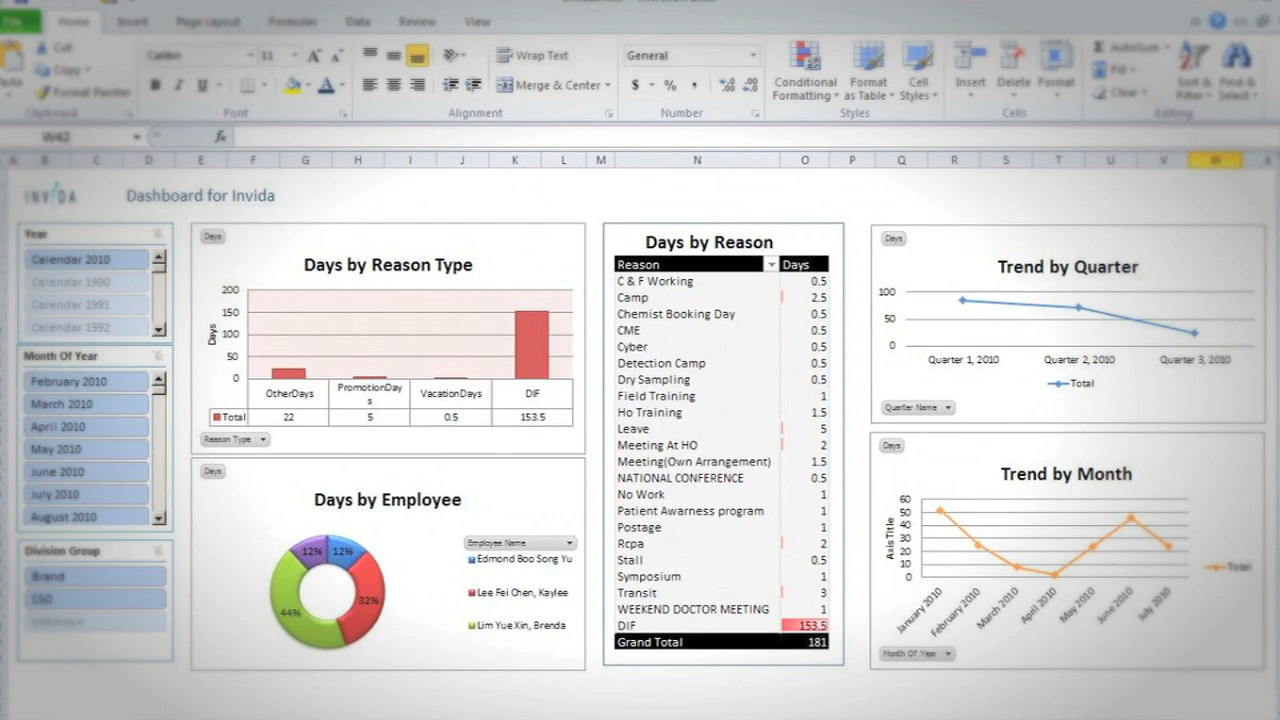 File Home Insert Page Layout Formulas Data Review View
Cut
Copy
Paste
Format Painter
Calibri 11
B I U
Wrap Text
Merge & Center
General
$ % ,
Conditional Formatting
Format as Table
Cell Styles
Insert Delete Format
AutoSum
Fill
Clear
Sort & Filter
Find & Select
Clipboard Font Alignment Number Styles Cells Editing
W42 fx
A B C D E F G H I J K L M N O P Q R S T U V W X
INVIDA Dashboard for Invida
Year
Calendar 2010
Calendar 1990
Calendar 1991
Calendar 1992
Month Of Year
February 2010
March 2010
April 2010
May 2010
June 2010
July 2010
August 2010
Division Group
Brand
CSO
Unknown
Days
Days by Reason Type
200
150
100
50
0
Days
OtherDays PromotionDays VacationDays DIF
Total 22 5 0.5 153.5
Reason Type
Days
Days by Employee
12% 12%
32%
44%
Employee Name
Edmond Boo Song Yu
Lee Fei Chen, Kaylee
Lim Yue Xin, Brenda
Days by Reason
Reason Days
C & F Working 0.5
Camp 2.5
Chemist Booking Day 0.5
CME 0.5
Cyber 0.5
Detection Camp 0.5
Dry Sampling 0.5
Field Training 1
Ho Training 1.5
Leave 5
Meeting At HO 2
Meeting(Own Arrangement) 1.5
NATIONAL CONFERENCE 0.5
No Work 1
Patient Awarness program 1
Postage 1
Rcpa 2
Stall 0.5
Symposium 1
Transit 3
WEEKEND DOCTOR MEETING 1
DIF 153.5
Grand Total 181
Days
Trend by Quarter
100
50
0
Quarter 1, 2010 Quarter 2, 2010 Quarter 3, 2010
Total
Quarter Name
Days
Trend by Month
60
50
40
30
20
10
0
Axis Title
January 2010 February 2010 March 2010 April 2010 May 2010 June 2010 July 2010
Total
Month Of Year